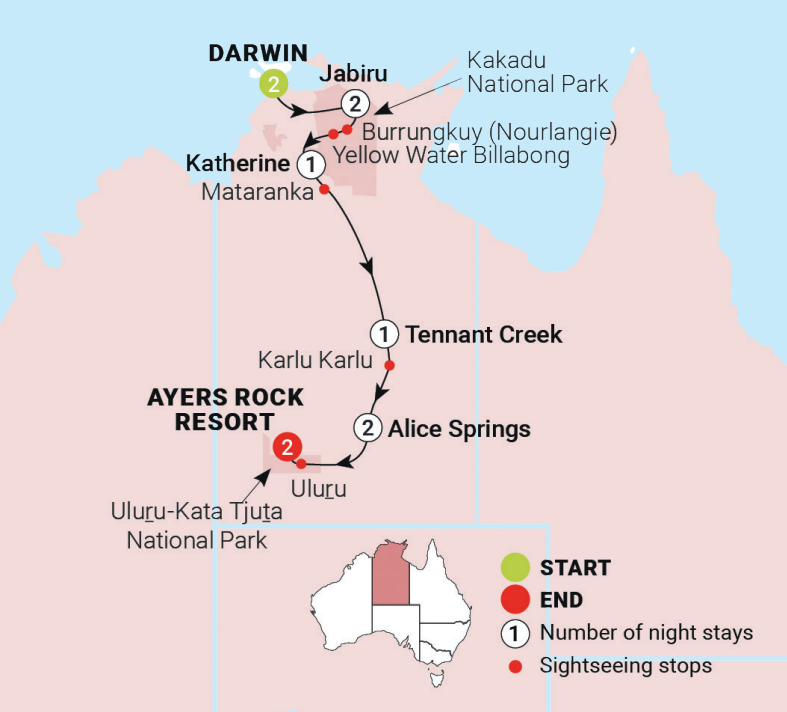 DARWIN
2
Jabiru
2
Kakadu
National Park
Burrungkuy (Nourlangie)
Yellow Water Billabong
Katherine 1
Mataranka
1 Tennant Creek
Karlu Karlu
AYERS ROCK
RESORT
2
2 Alice Springs
Uluṟu
Uluṟu-Kata Tjuṯa
National Park
START
END
1 Number of night stays
Sightseeing stops